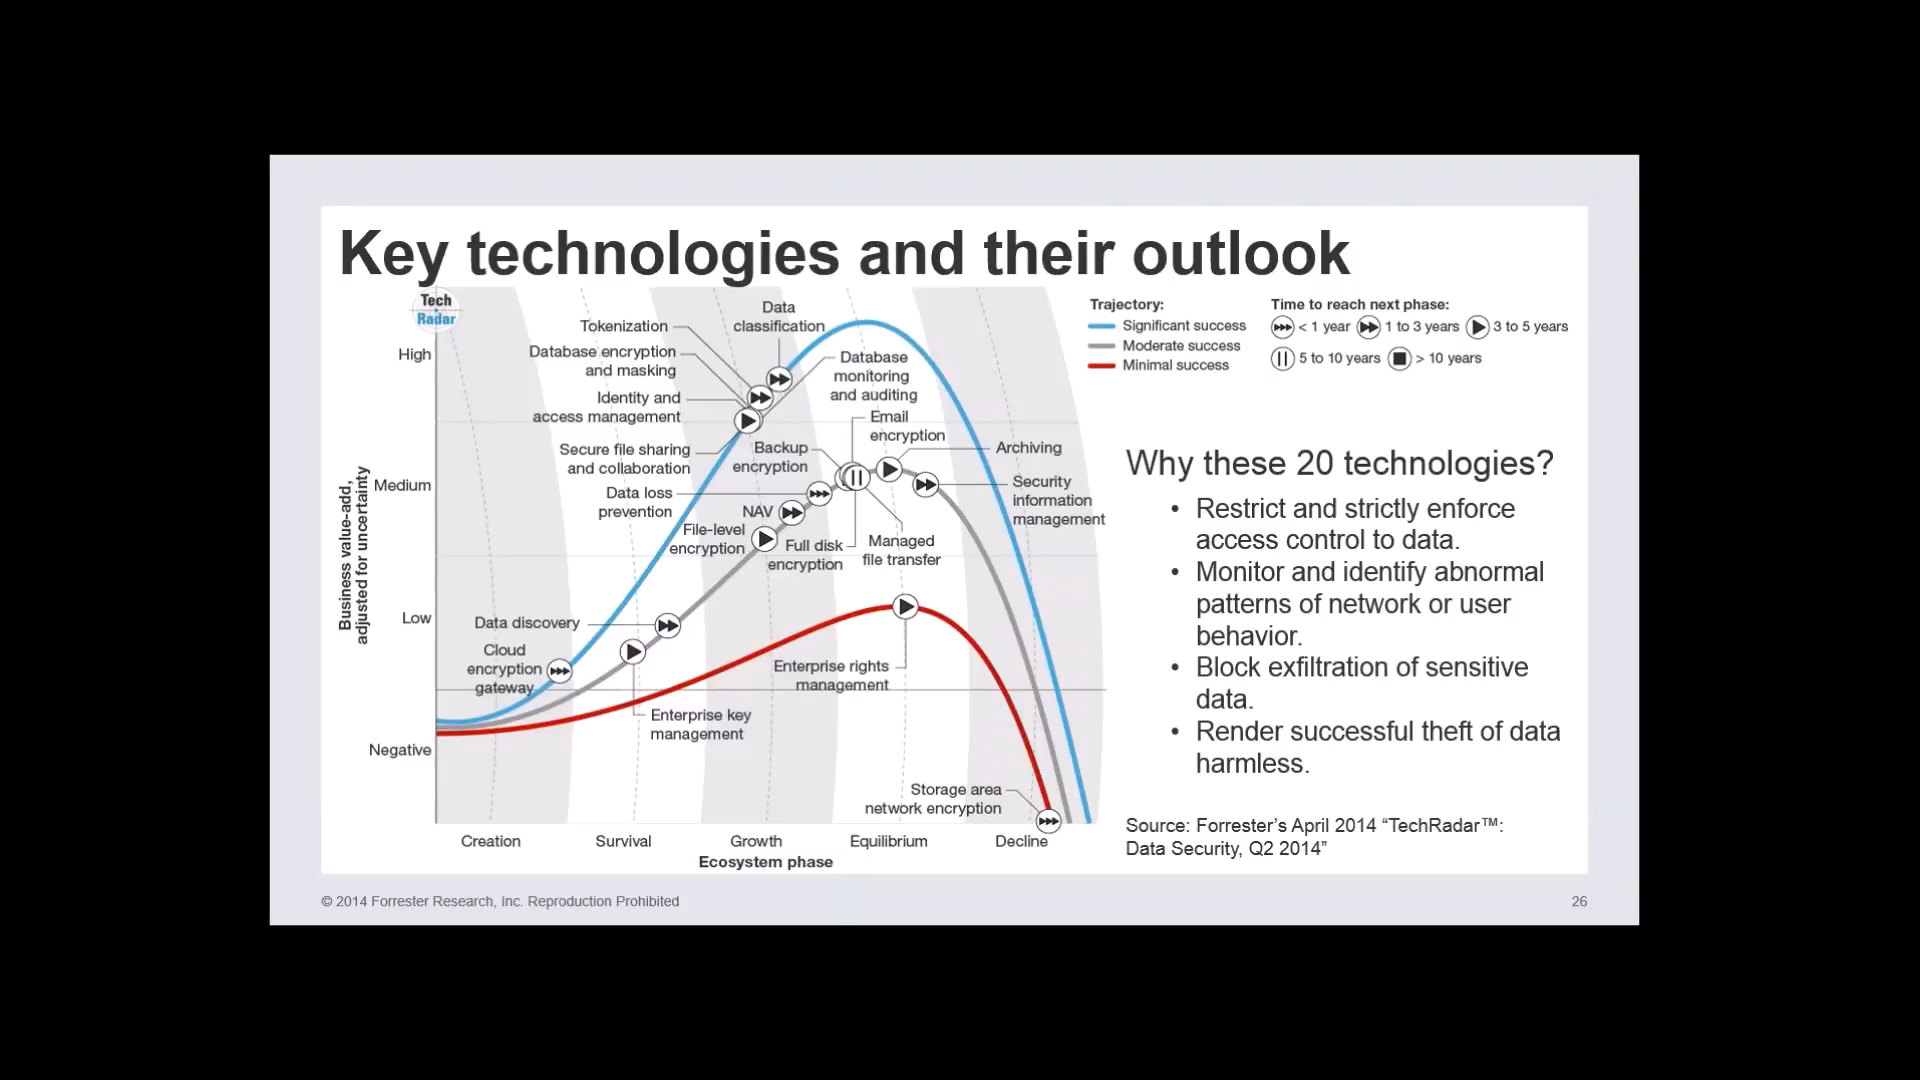 Key technologies and their outlook
Tech
Radar
High
Medium
Low
Negative
Business value-add,
adjusted for uncertainty
Tokenization
Data
classification
Database encryption
and masking
Database
monitoring
and auditing
Identity and
access management
Email
encryption
Secure file sharing
and collaboration
Backup
encryption
Archiving
Data loss
prevention
Security
information
management
NAV
File-level
encryption
Full disk
encryption
Managed
file transfer
Data discovery
Cloud
encryption
gateway
Enterprise rights
management
Enterprise key
management
Storage area
network encryption
Creation
Survival
Growth
Equilibrium
Decline
Ecosystem phase
Trajectory:
Significant success
Moderate success
Minimal success
Time to reach next phase:
< 1 year
1 to 3 years
3 to 5 years
5 to 10 years
> 10 years
Why these 20 technologies?
• Restrict and strictly enforce
access control to data.
• Monitor and identify abnormal
patterns of network or user
behavior.
• Block exfiltration of sensitive
data.
• Render successful theft of data
harmless.
Source: Forrester’s April 2014 “TechRadar™:
Data Security, Q2 2014”
© 2014 Forrester Research, Inc. Reproduction Prohibited
26